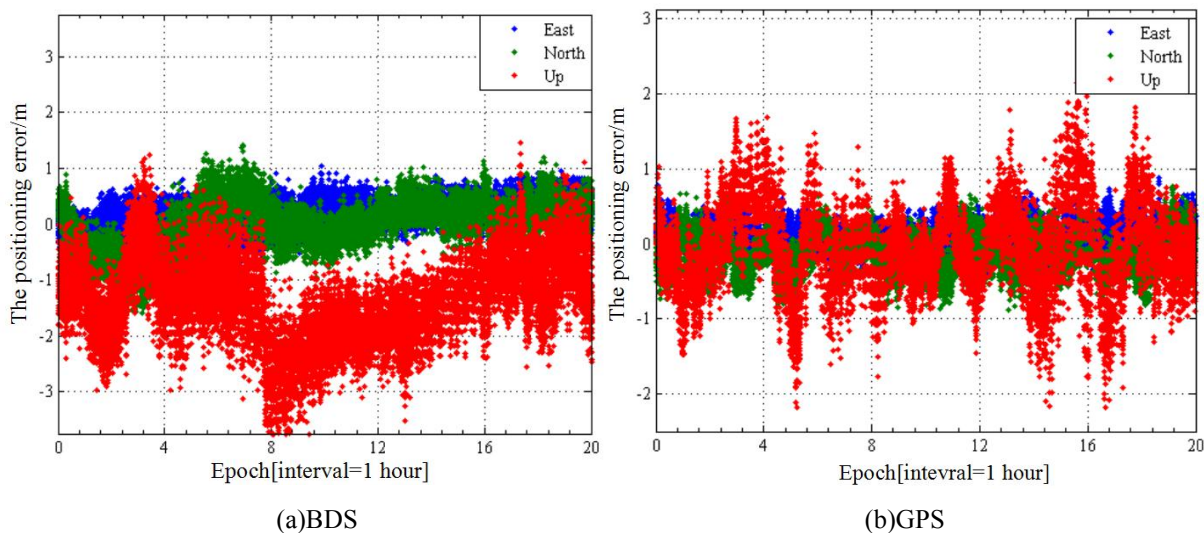 The positioning error/m
3
2
1
0
-1
-2
-3
East
North
Up
0
4
8
12
16
20
Epoch[interval=1 hour]
(a)BDS
The positioning error/m
3
2
1
0
-1
-2
East
North
Up
0
4
8
12
16
20
Epoch[intevral=1 hour]
(b)GPS